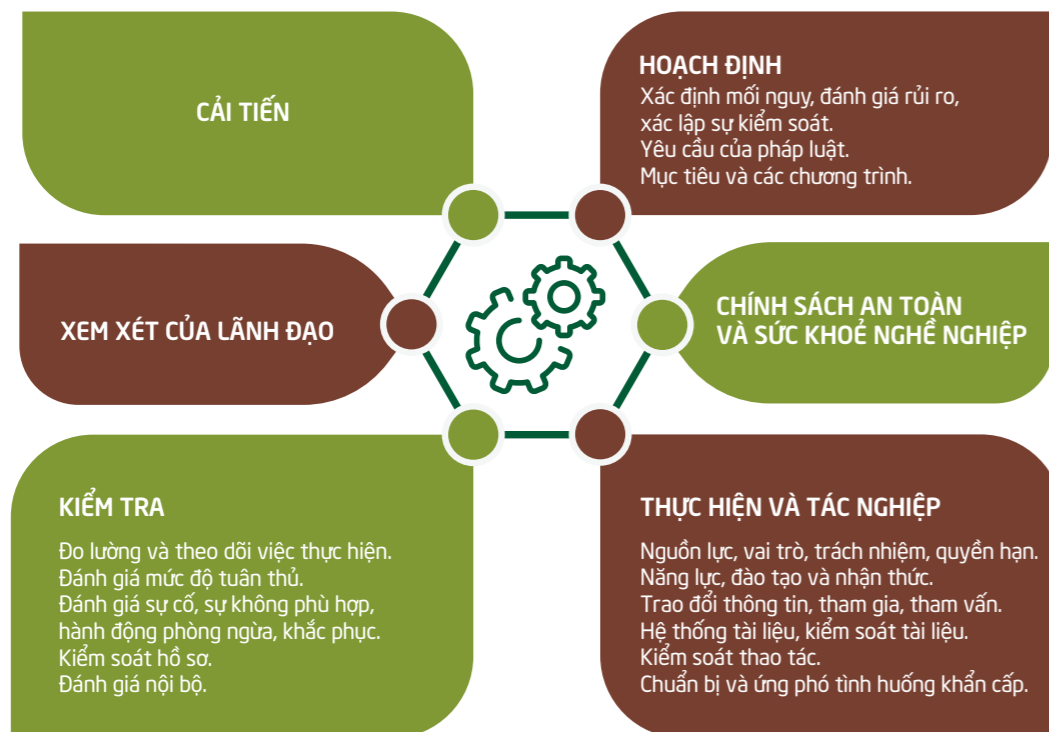 CẢI TIẾN
HOẠCH ĐỊNH
Xác định mối nguy, đánh giá rủi ro,
xác lập sự kiểm soát.
Yêu cầu của pháp luật.
Mục tiêu và các chương trình.
XEM XÉT CỦA LÃNH ĐẠO
CHÍNH SÁCH AN TOÀN
VÀ SỨC KHOẺ NGHỀ NGHIỆP
KIỂM TRA
Đo lường và theo dõi việc thực hiện.
Đánh giá mức độ tuân thủ.
Đánh giá sự cố, sự không phù hợp,
hành động phòng ngừa, khắc phục.
Kiểm soát hồ sơ.
Đánh giá nội bộ.
THỰC HIỆN VÀ TÁC NGHIỆP
Nguồn lực, vai trò, trách nhiệm, quyền hạn.
Năng lực, đào tạo và nhận thức.
Trao đổi thông tin, tham gia, tham vấn.
Hệ thống tài liệu, kiểm soát tài liệu.
Kiểm soát thao tác.
Chuẩn bị và ứng phó tình huống khẩn cấp.